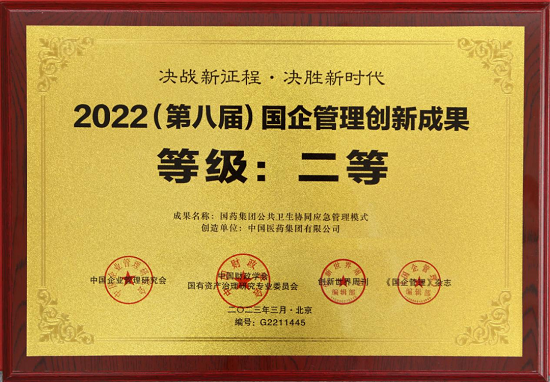 决战新征程·决胜新时代
2022（第八届）国企管理创新成果
等级：二等
成果名称：国药集团公共卫生协同应急管理模式
创造单位：中国医药集团有限公司
中国企业管理研究会
中国财政学会
国有资产治理研究专业委员会
创新世界周刊
《国企管理》杂志
编辑部
编辑部
二〇二三年三月·北京
编号：G2211445